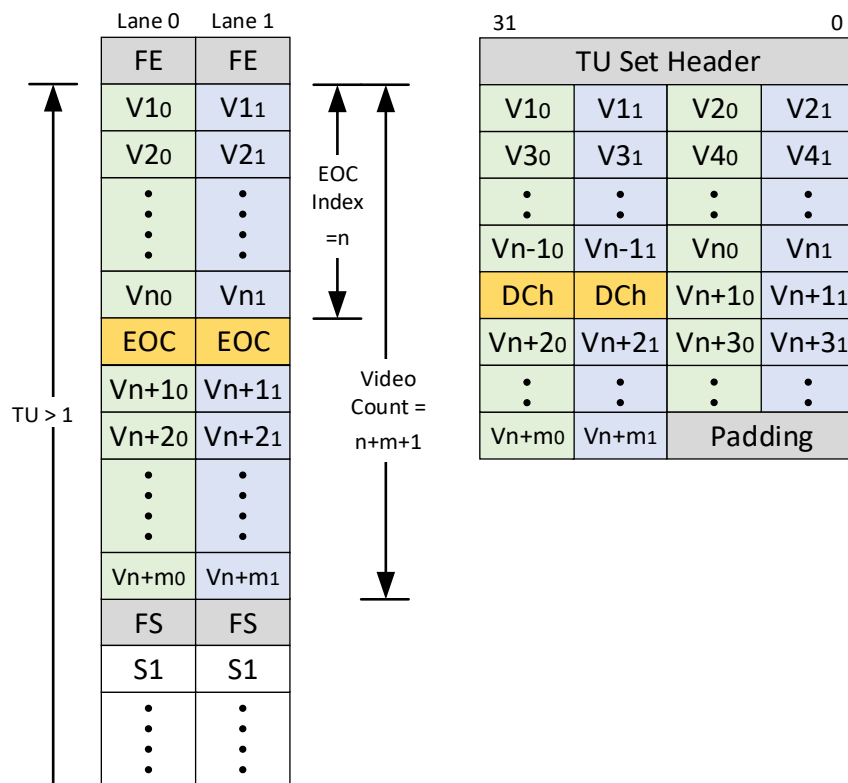 Lane 0 Lane 1
31 0
FE FE
TU Set Header
V10 V11
V10 V11 V20 V21
V20 V21
V30 V31 V40 V41
EOC
Index
=n
Vn-10 Vn-11 Vn0 Vn1
Vn0 Vn1
DCh DCh Vn+10 Vn+11
EOC EOC
Vn+20 Vn+21 Vn+30 Vn+31
Vn+10 Vn+11
Video
Count =
n+m+1
TU > 1
Vn+20 Vn+21
Vn+m0 Vn+m1 Padding
Vn+m0 Vn+m1
FS FS
S1 S1